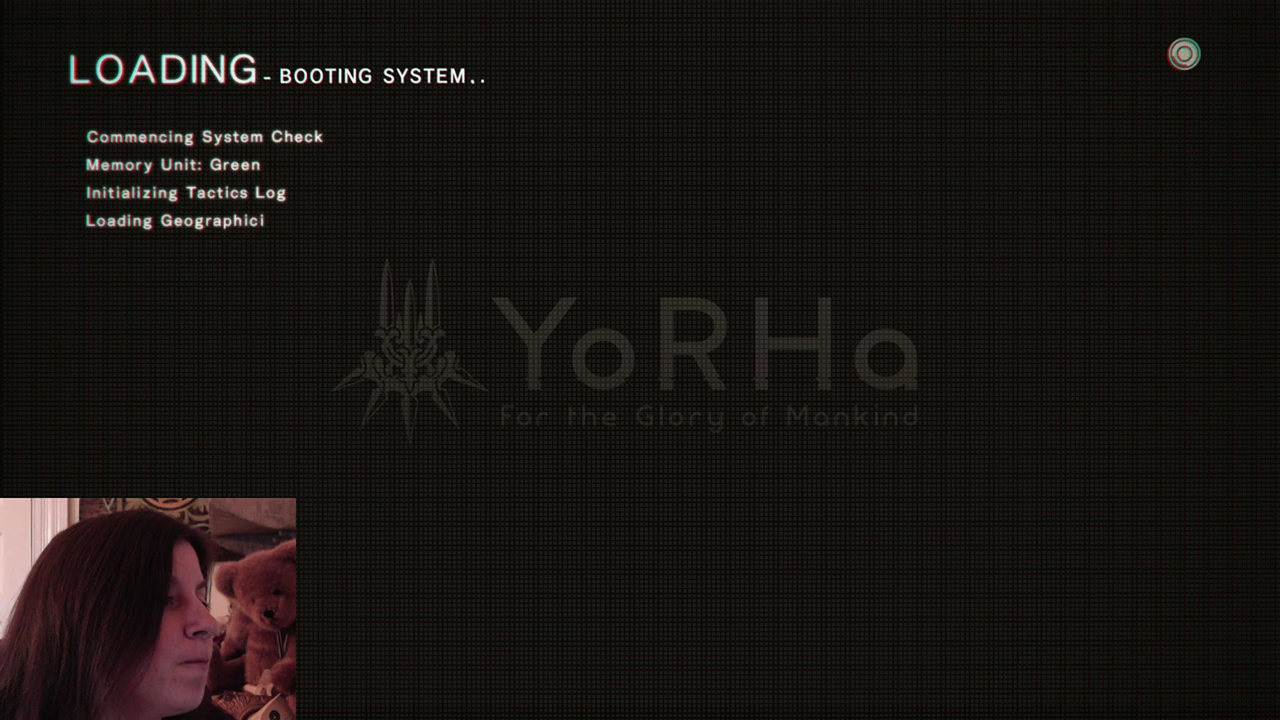 LOADING - BOOTING SYSTEM..
Commencing System Check
Memory Unit: Green
Initializing Tactics Log
Loading Geographici
YoRHa
For the Glory of Mankind